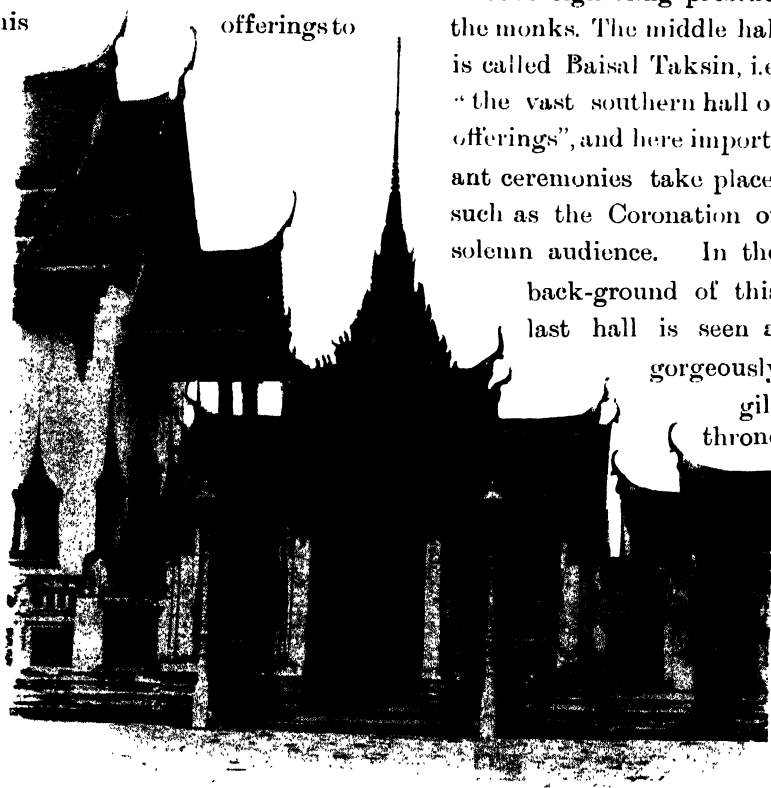 offerings to
the monks. The middle hal
is called Baisal Taksin, i.e
“ the vast southern hall o
offerings”, and here import-
ant ceremonies take place
such as the Coronation or
solemn audience. In the
back-ground of this
last hall is seen a
gorgeously
gil
throne